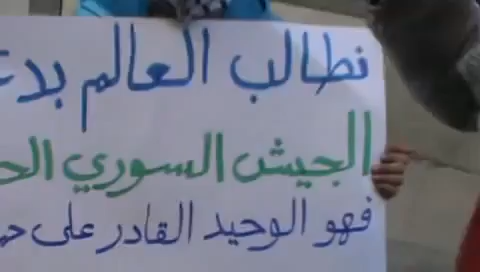 نطالب العالم
الجيش السوري
فهو الوحيد القادر على